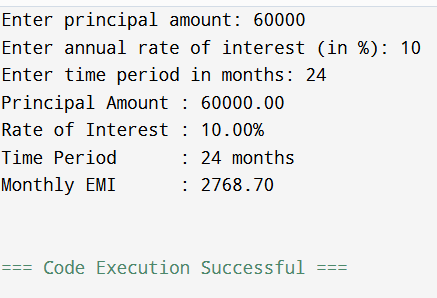 Enter principal amount: 60000
Enter annual rate of interest (in %): 10
Enter time period in months: 24
Principal Amount : 60000.00
Rate of Interest : 10.00%
Time Period      : 24 months
Monthly EMI      : 2768.70
=== Code Execution Successful ===